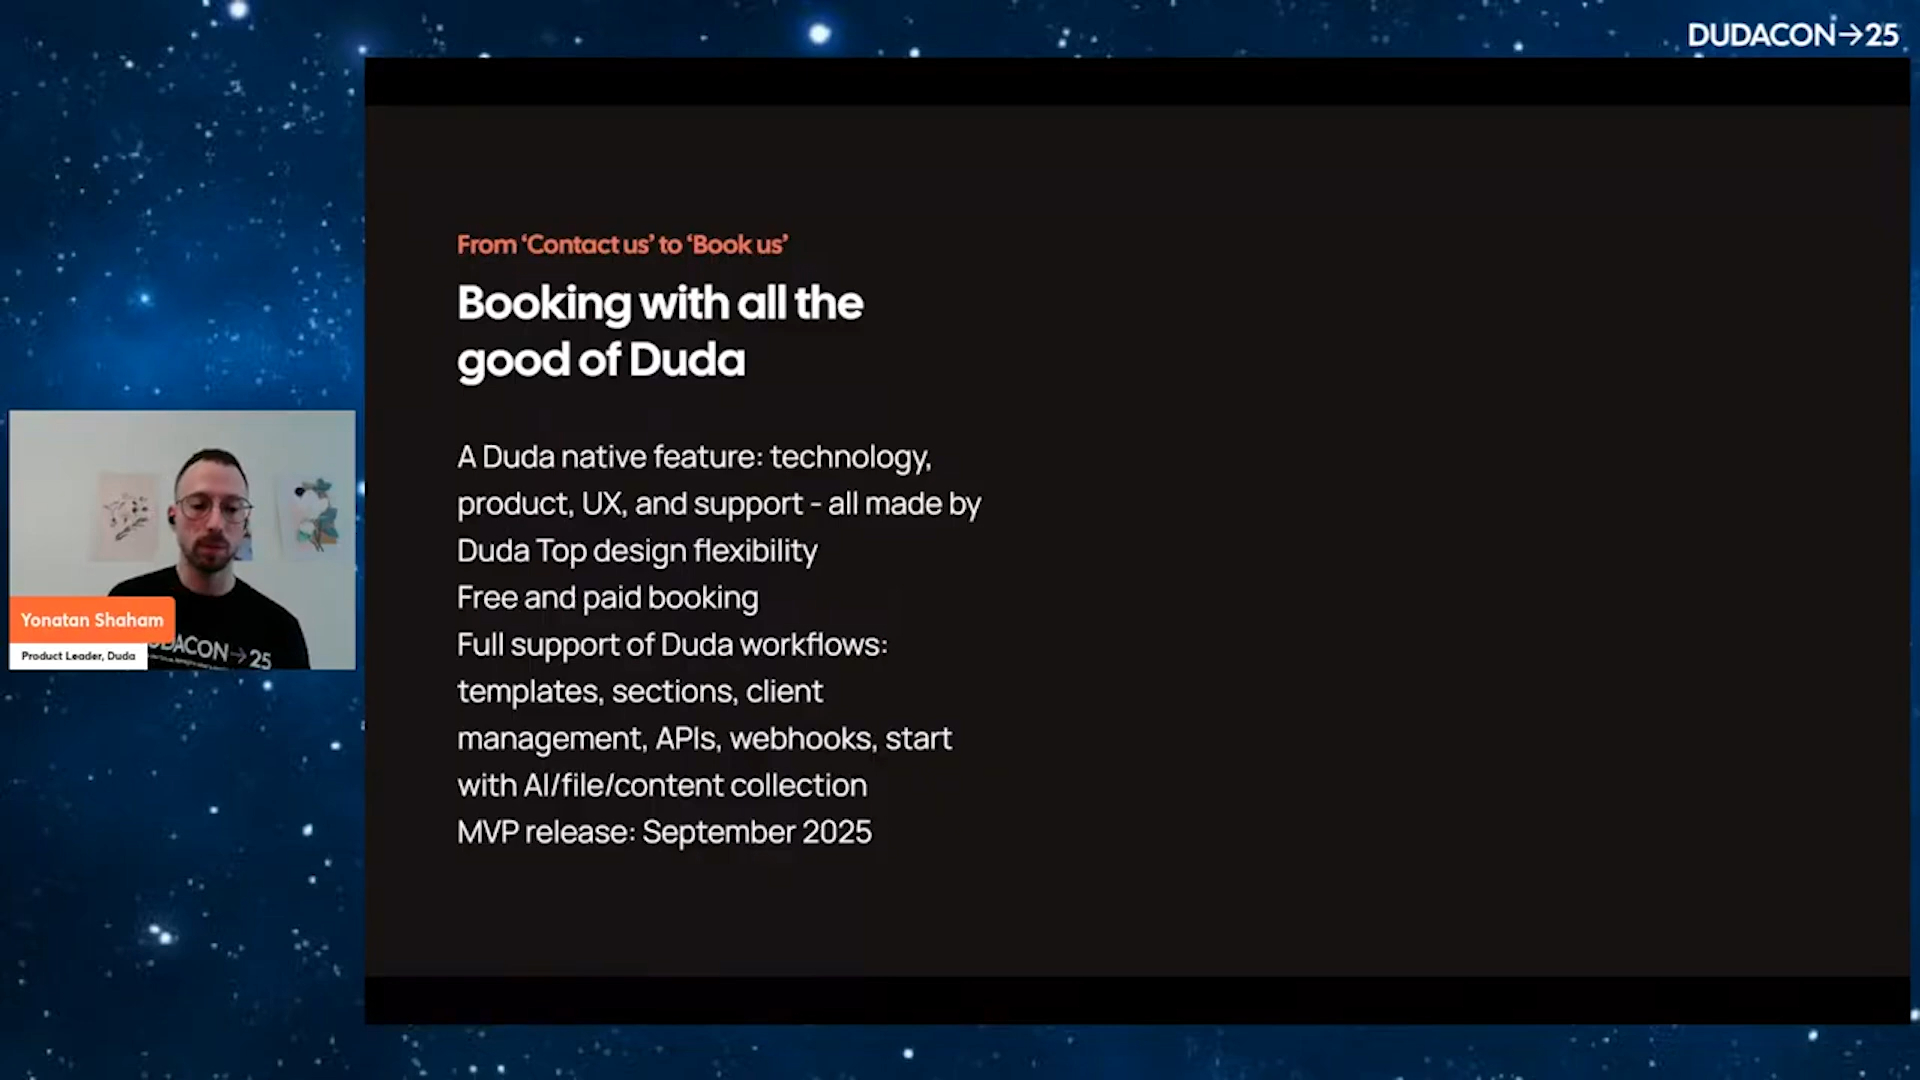 DUDACON→25
From ‘Contact us’ to ‘Book us’
Booking with all the
good of Duda
A Duda native feature: technology,
product, UX, and support - all made by
Duda Top design flexibility
Free and paid booking
Full support of Duda workflows:
templates, sections, client
management, APIs, webhooks, start
with AI/file/content collection
MVP release: September 2025
Yonatan Shaham
Product Leader, Duda
DUDACON→25